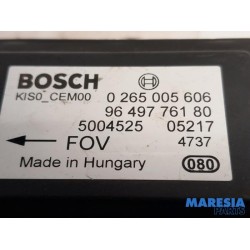 BOSCH
KIS0_CEM00 0 265 005 606
96 497 761 80
5004525 05217
FOV 4737
Made in Hungary 080
MARESIA
PARTS